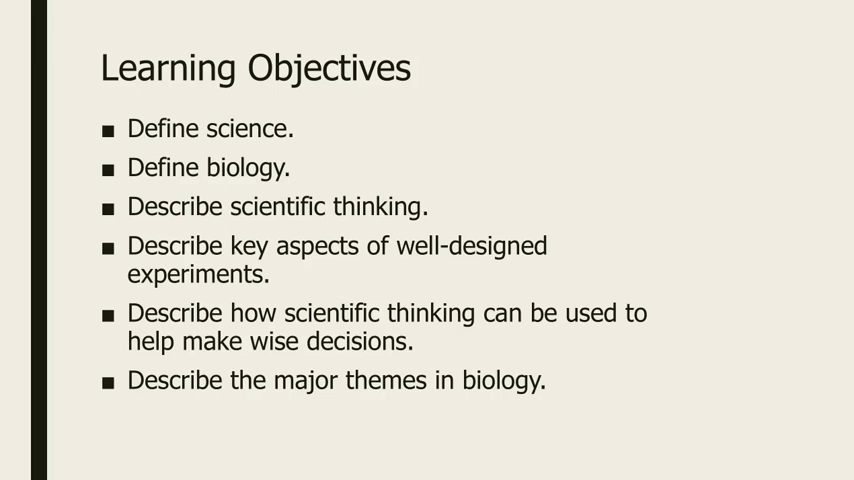 Learning Objectives
■ Define science.
■ Define biology.
■ Describe scientific thinking.
■ Describe key aspects of well-designed
experiments.
■ Describe how scientific thinking can be used to
help make wise decisions.
■ Describe the major themes in biology.